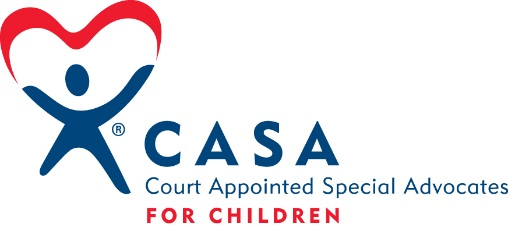 ® CASA
Court Appointed Special Advocates
FOR CHILDREN